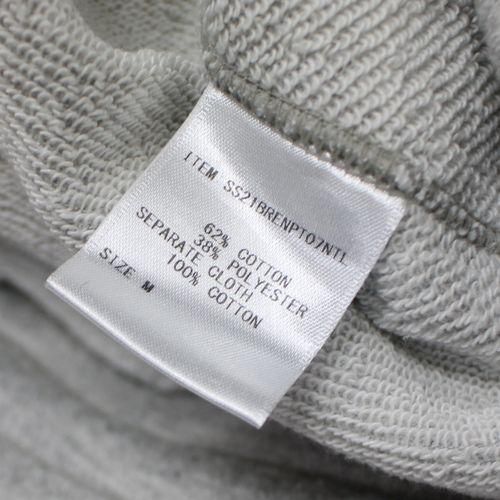 ITEM SS21BRENPT07NTL
62% COTTON
38% POLYESTER
SEPARATE CLOTH
100% COTTON
SIZE M